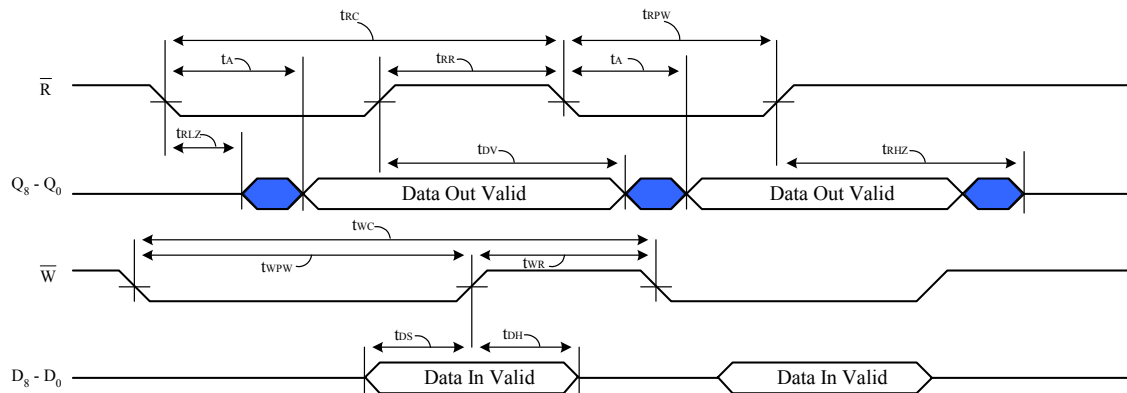 tRC
tRPW
tA
tRR
tA
R
tRLZ
tDV
tRHZ
Q8 - Q0
Data Out Valid
Data Out Valid
tWC
tWPW
tWR
W
tDS
tDH
D8 - D0
Data In Valid
Data In Valid